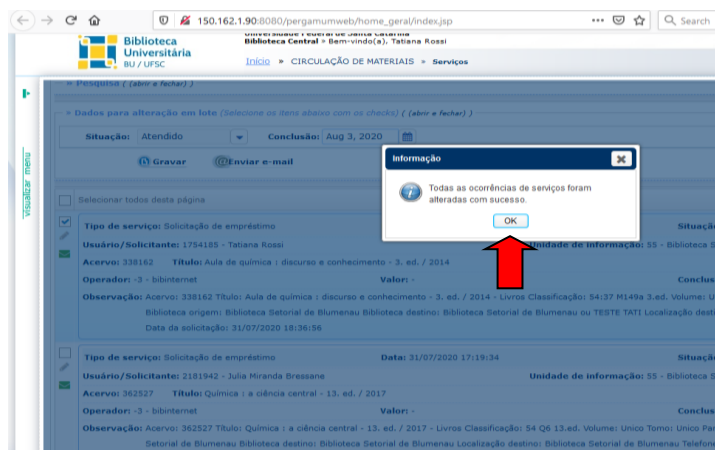 150.162.1.90:8080/pergamumweb/home_geral/index.jsp
Search
Biblioteca
Universitária
BU / UFSC
Universidade Federal de Santa Catarina
Biblioteca Central » Bem-vindo(a), Tatiana Rossi
Início » CIRCULAÇÃO DE MATERIAIS » Serviços
visualizar menu
» Pesquisa ( (abrir e fechar) )
» Dados para alteração em lote (Selecione os itens abaixo com os checks) ( (abrir e fechar) )
Situação: Atendido Conclusão: Aug 3, 2020
Gravar Enviar e-mail
Informação
Todas as ocorrências de serviços foram
alteradas com sucesso.
OK
Selecionar todos desta página
Tipo de serviço: Solicitação de empréstimo Situaçã
Usuário/Solicitante: 1754185 - Tatiana Rossi Unidade de informação: 55 - Biblioteca S
Acervo: 338162 Título: Aula de química : discurso e conhecimento - 3. ed. / 2014
Operador: -3 - bibinternet Valor: - Conclus
Observação: Acervo: 338162 Título: Aula de química : discurso e conhecimento - 3. ed. / 2014 - Livros Classificação: 54:37 M149a 3.ed. Volume: U
Biblioteca origem: Biblioteca Setorial de Blumenau Biblioteca destino: Biblioteca Setorial de Blumenau ou TESTE TATI Localização desti
Data da solicitação: 31/07/2020 18:36:56
Tipo de serviço: Solicitação de empréstimo Data: 31/07/2020 17:19:34 Situaçã
Usuário/Solicitante: 2181942 - Julia Miranda Bressane Unidade de informação: 55 - Biblioteca S
Acervo: 362527 Título: Química : a ciência central - 13. ed. / 2017
Operador: -3 - bibinternet Valor: - Conclus
Observação: Acervo: 362527 Título: Química : a ciência central - 13. ed. / 2017 - Livros Classificação: 54 Q6 13.ed. Volume: Unico Tomo: Unico Par
Setorial de Blumenau Biblioteca destino: Biblioteca Setorial de Blumenau Localização destino: Biblioteca Setorial de Blumenau Telefone